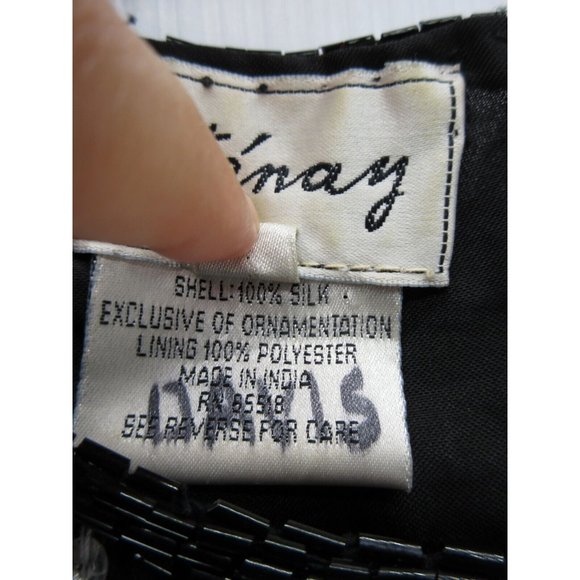 SHELL: 100% SILK
EXCLUSIVE OF ORNAMENTATION
LINING 100% POLYESTER
MADE IN INDIA
RN 85518
SEE REVERSE FOR CARE